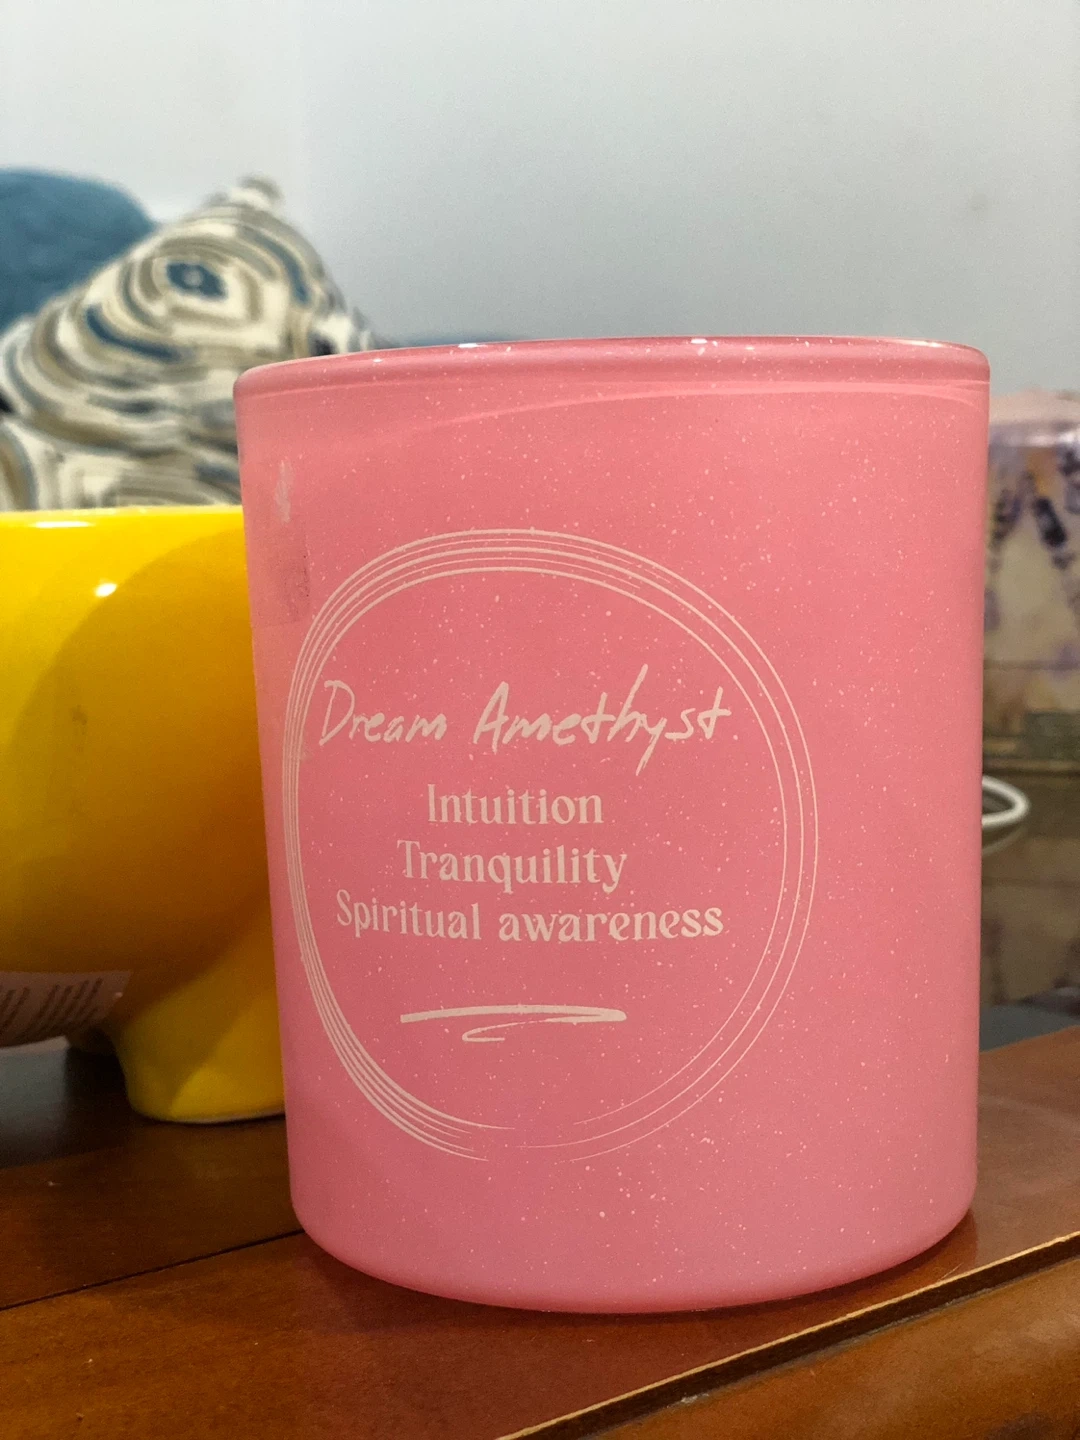 Dream Amethyst
Intuition
Tranquility
Spiritual awareness